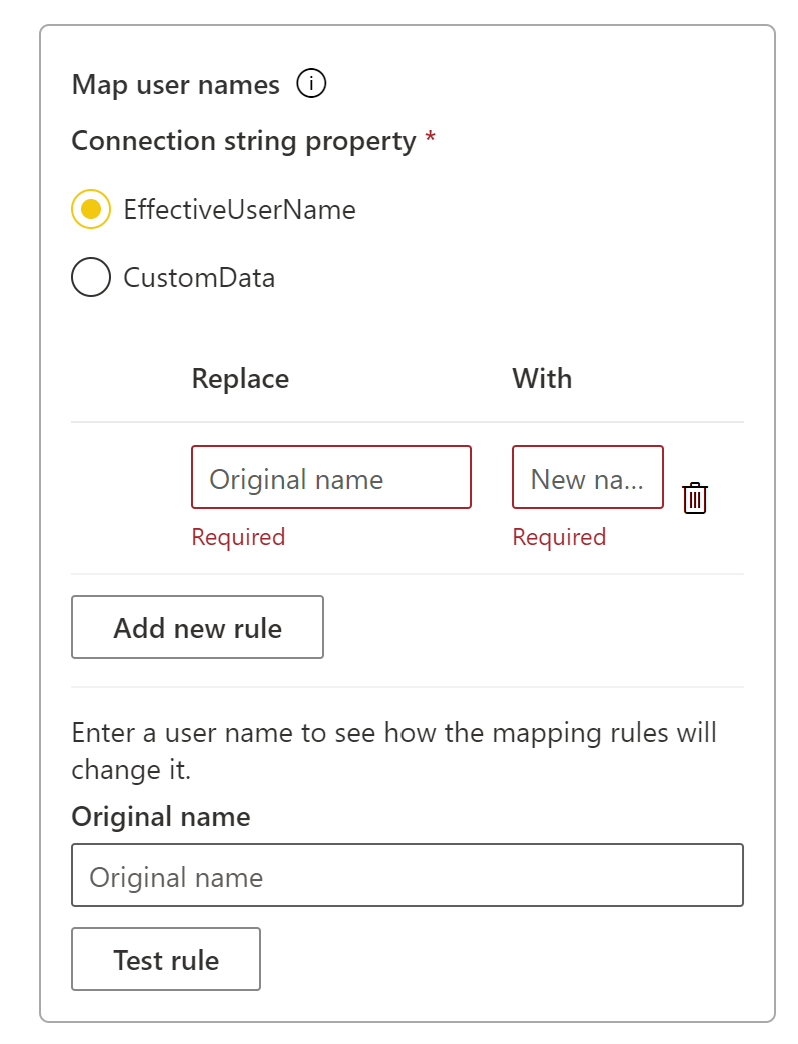 Map user names
Connection string property *
EffectiveUserName
CustomData
Replace With
Original name New na...
Required Required
Add new rule
Enter a user name to see how the mapping rules will
change it.
Original name
Original name
Test rule